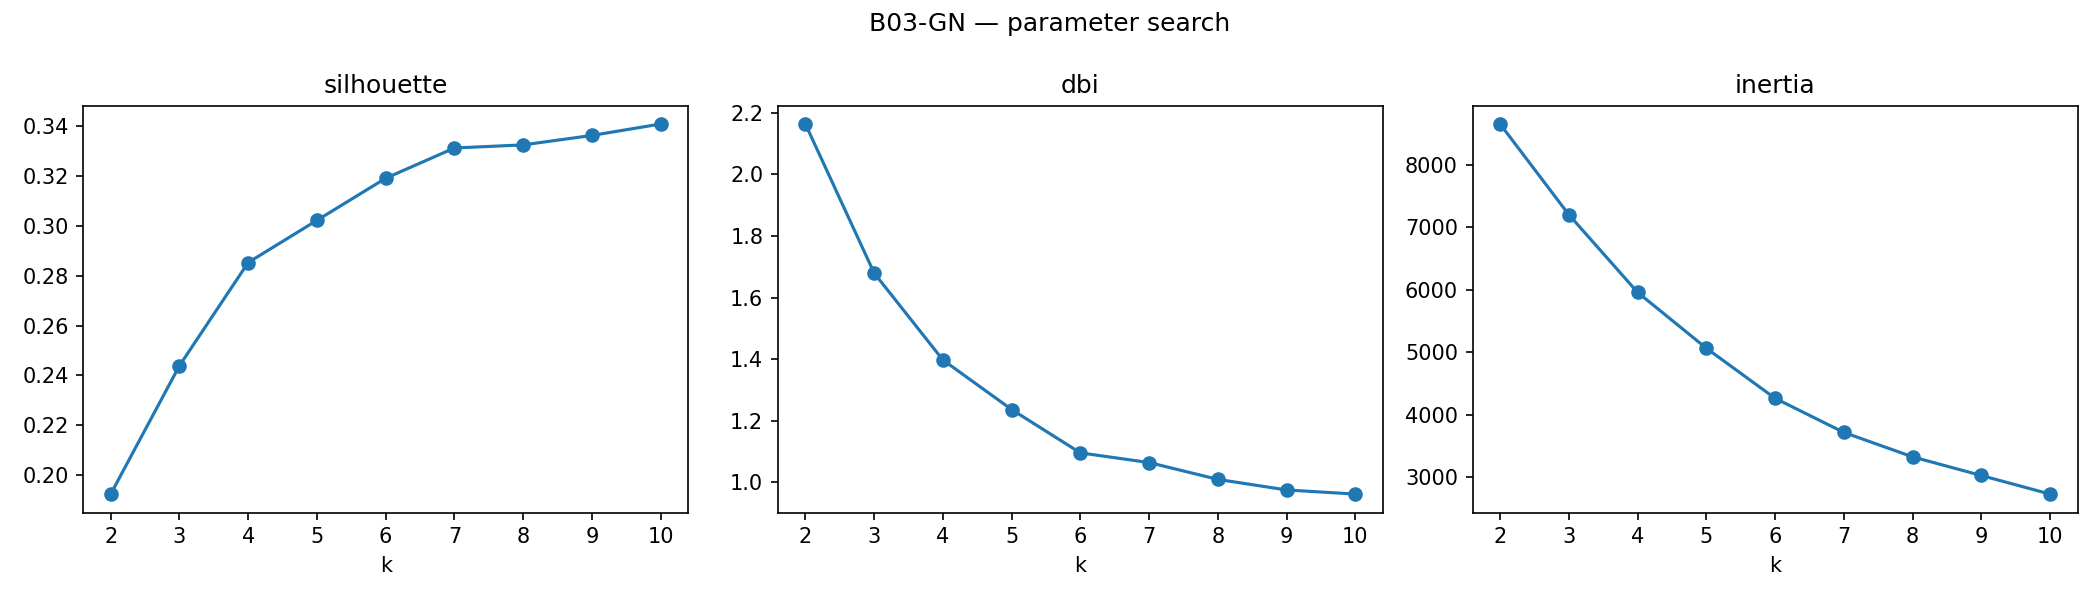 B03-GN — parameter search
silhouette
0.34
0.32
0.30
0.28
0.26
0.24
0.22
0.20
2 3 4 5 6 7 8 9 10
k
dbi
2.2
2.0
1.8
1.6
1.4
1.2
1.0
2 3 4 5 6 7 8 9 10
k
inertia
8000
7000
6000
5000
4000
3000
2 3 4 5 6 7 8 9 10
k